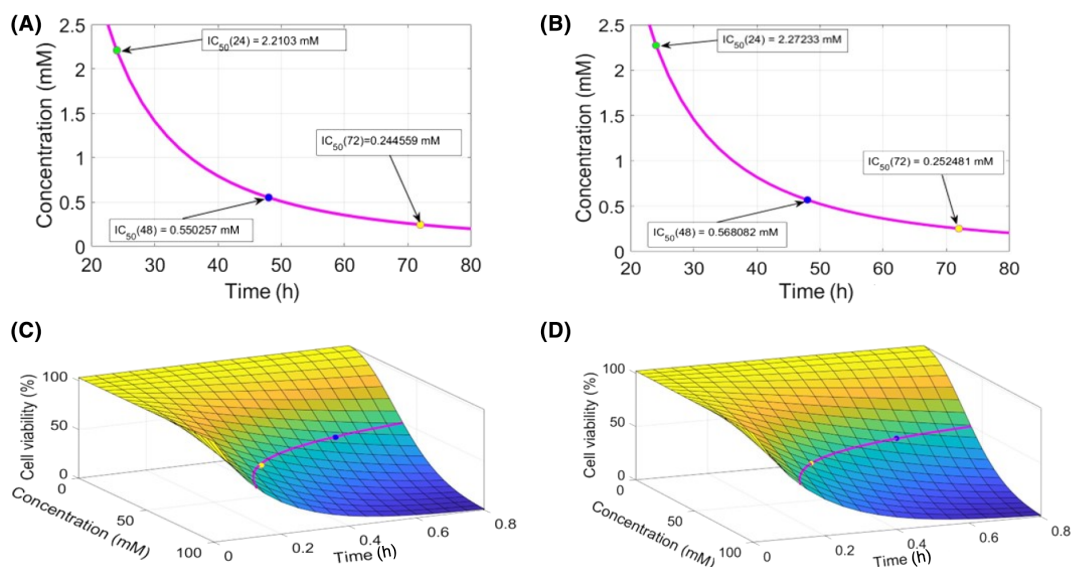 (A)
2.5
2
1.5
1
0.5
0
Concentration (mM)
IC50(24) = 2.2103 mM
IC50(72)=0.244559 mM
IC50(48) = 0.550257 mM
20 30 40 50 60 70 80
Time (h)
(B)
2.5
2
1.5
1
0.5
0
Concentration (mM)
IC50(24) = 2.27233 mM
IC50(72) = 0.252481 mM
IC50(48) = 0.568082 mM
20 30 40 50 60 70 80
Time (h)
(C)
100
50
0
Cell viability (%)
0
50
100
Concentration (mM)
0 0.2 0.4 0.6 0.8
Time (h)
(D)
100
50
0
Cell viability (%)
0
50
100
Concentration (mM)
0 0.2 0.4 0.6 0.8
Time (h)